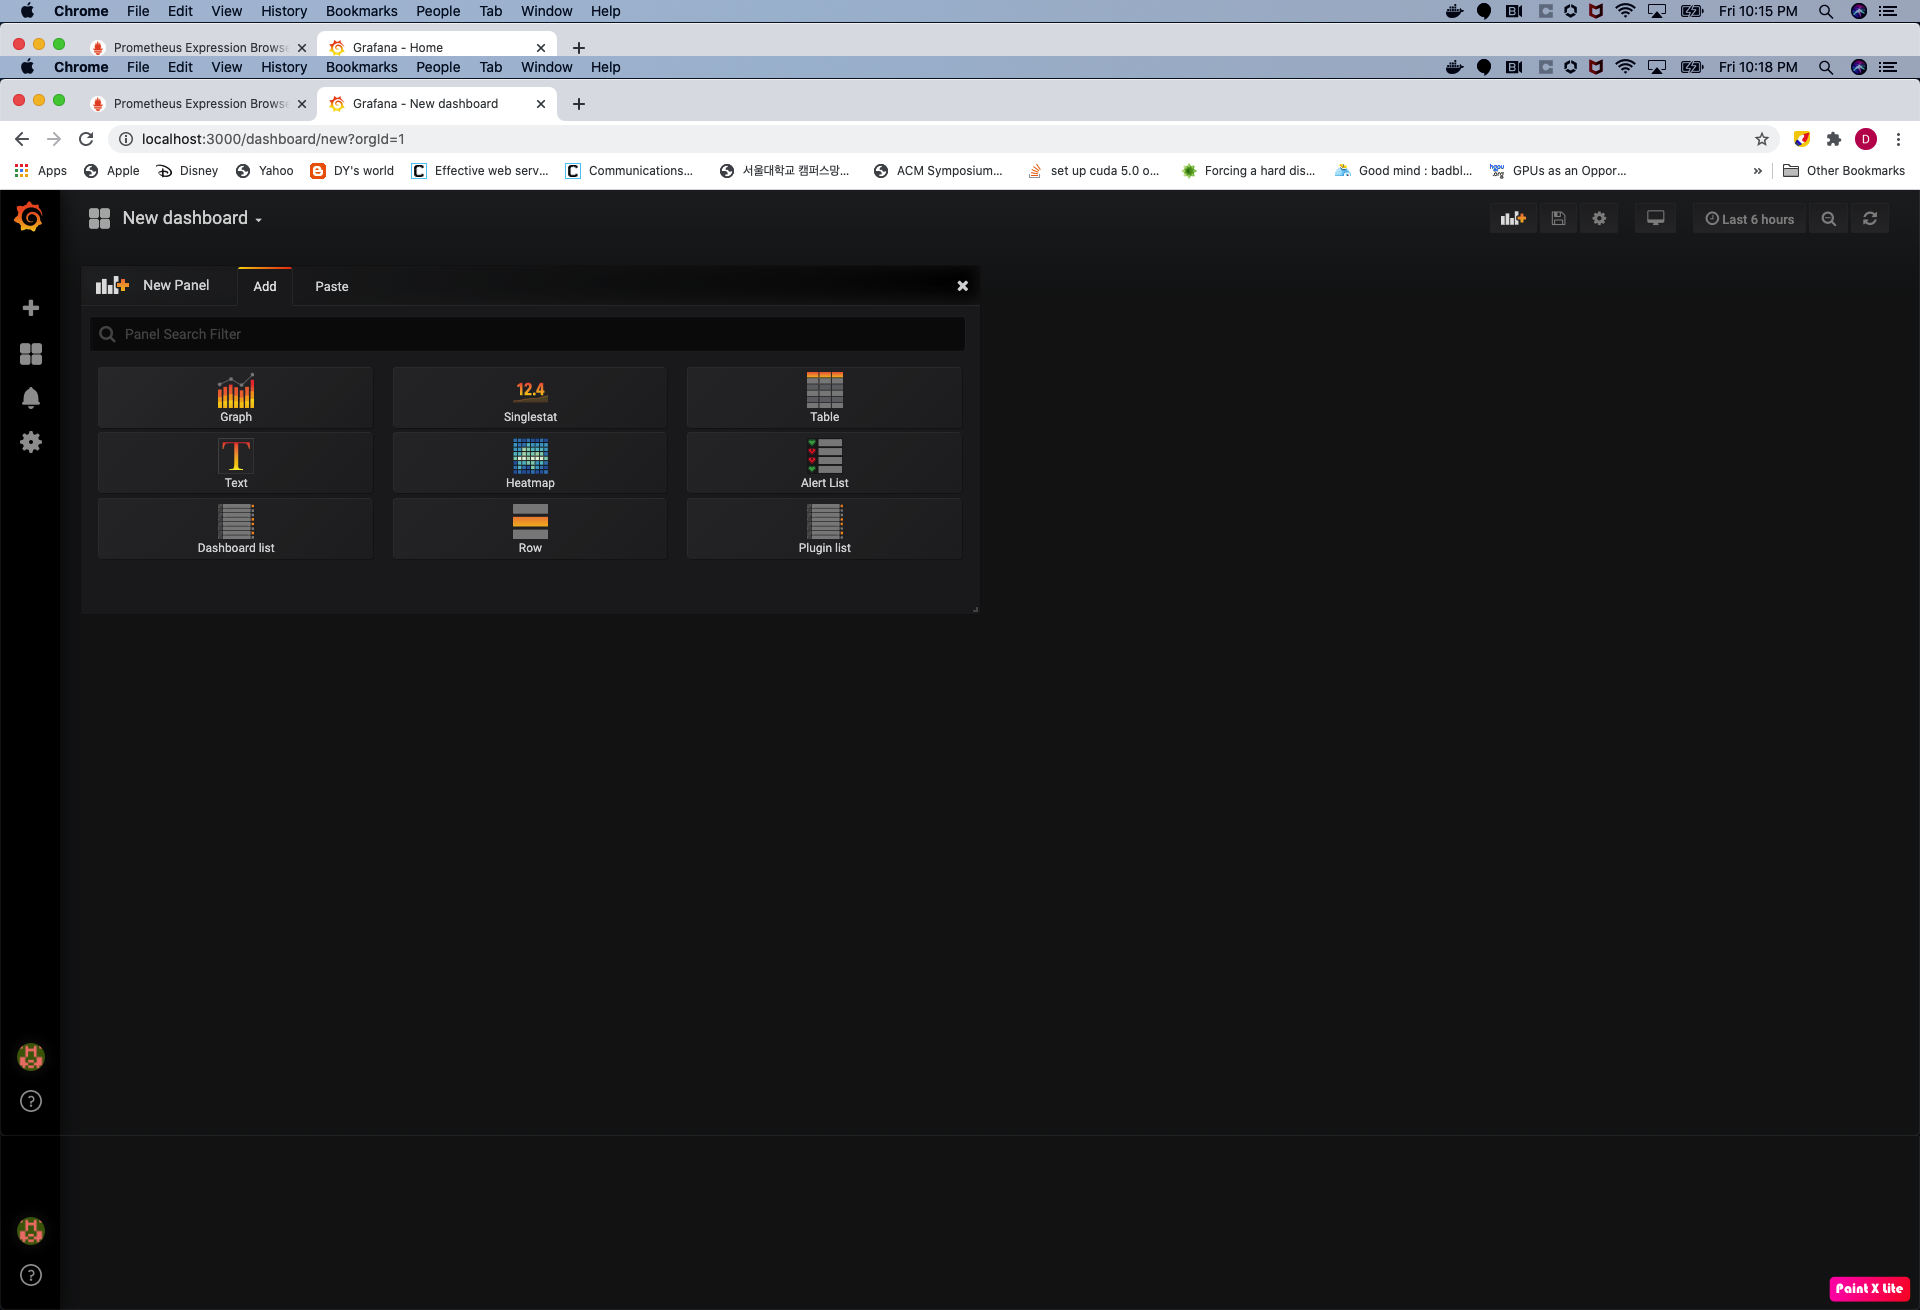 Chrome File Edit View History Bookmarks People Tab Window Help Fri 10:15 PM
Prometheus Expression Browse Grafana - Home
Chrome File Edit View History Bookmarks People Tab Window Help Fri 10:18 PM
Prometheus Expression Browse Grafana - New dashboard
localhost:3000/dashboard/new?orgId=1 D
Apps Apple Disney Yahoo DY's world Effective web serv... Communications... 서울대학교 캠퍼스망... ACM Symposium... set up cuda 5.0 o... Forcing a hard dis... Good mind : badbl... GPUs as an Oppor... » Other Bookmarks
New dashboard Last 6 hours
New Panel Add Paste
Panel Search Filter
12.4
Graph Singlestat Table
Text Heatmap Alert List
Dashboard list Row Plugin list
Paint X Lite